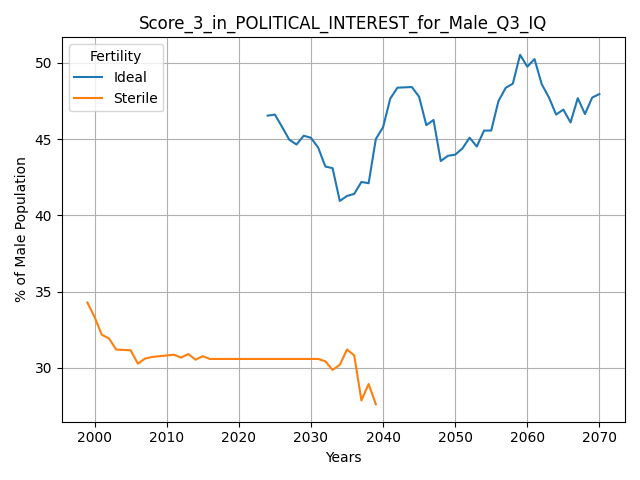 Score_3_in_POLITICAL_INTEREST_for_Male_Q3_IQ
Fertility
Ideal
Sterile
% of Male Population
50
45
40
35
30
2000 2010 2020 2030 2040 2050 2060 2070
Years